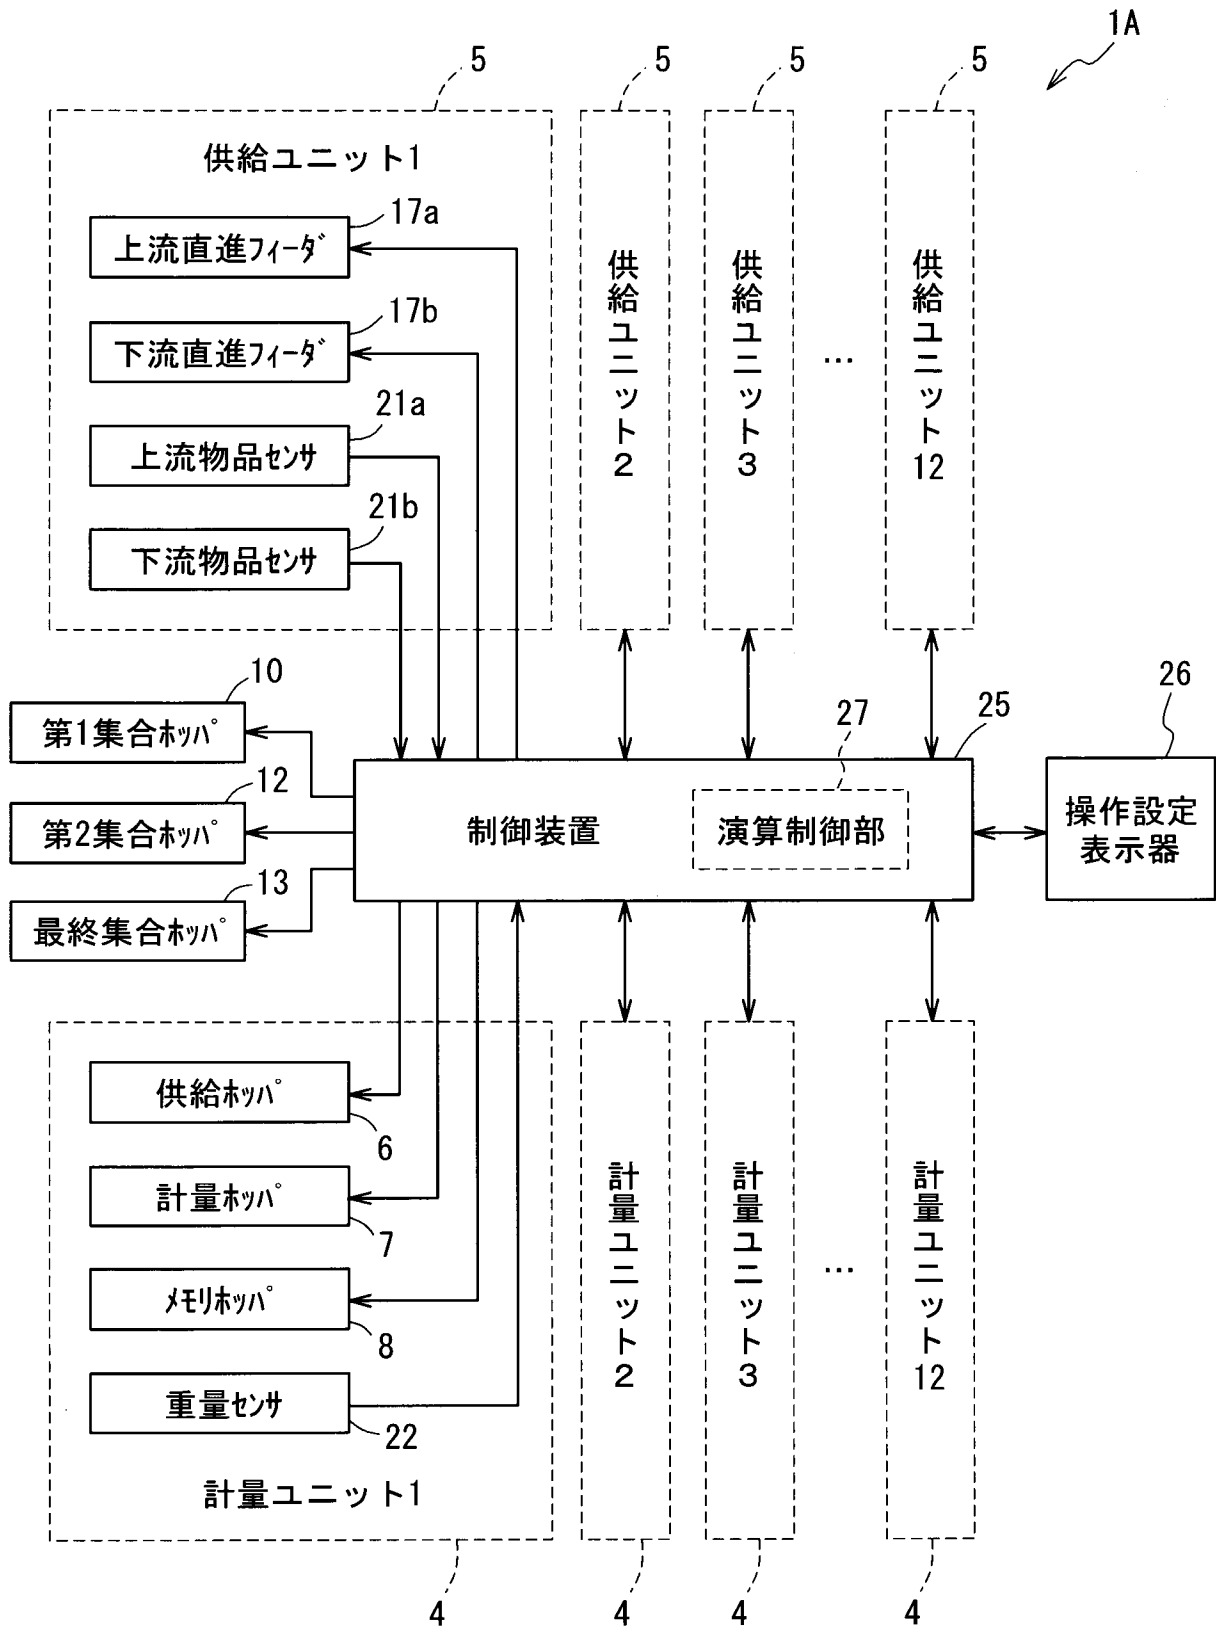 1A
5
5
5
5
供給ユニット1
17a
上流直進ﾌｨｰﾀﾞ
17b
下流直進ﾌｨｰﾀﾞ
21a
上流物品ｾﾝｻ
21b
下流物品ｾﾝｻ
供給ユニット2
供給ユニット3
…
供給ユニット12
10
第1集合ﾎｯﾊﾟ
12
第2集合ﾎｯﾊﾟ
13
最終集合ﾎｯﾊﾟ
制御装置
27
演算制御部
25
26
操作設定
表示器
供給ﾎｯﾊﾟ
6
計量ﾎｯﾊﾟ
7
ﾒﾓﾘﾎｯﾊﾟ
8
重量ｾﾝｻ
22
計量ユニット1
計量ユニット2
計量ユニット3
…
計量ユニット12
4
4
4
4